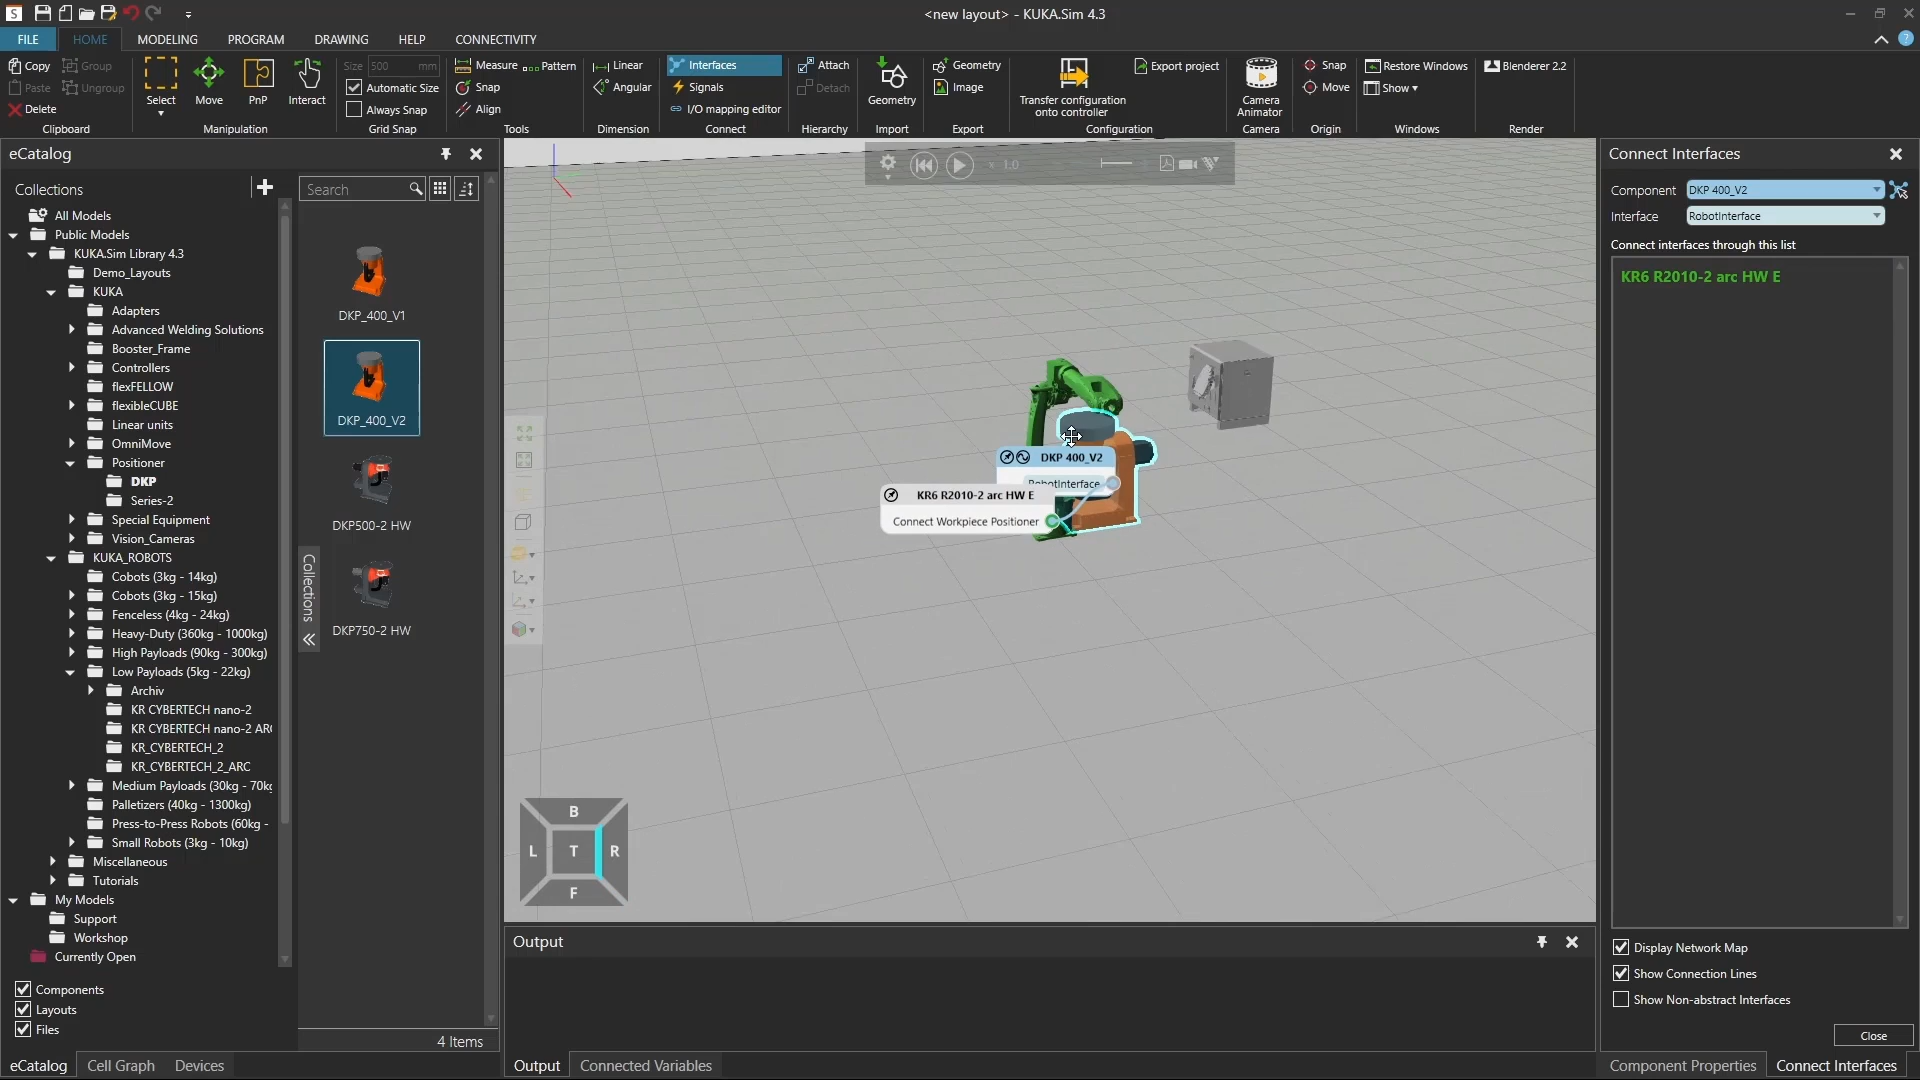 <new layout> - KUKA.Sim 4.3
FILE
HOME
MODELING
PROGRAM
DRAWING
HELP
CONNECTIVITY
Copy
Paste
Delete
Clipboard
Group
Ungroup
Select
Move
PnP
Interact
Manipulation
Size 500 mm
Automatic Size
Always Snap
Grid Snap
Measure
Pattern
Snap
Align
Tools
Linear
Angular
Dimension
Interfaces
Signals
I/O mapping editor
Connect
Attach
Detach
Hierarchy
Geometry
Import
Geometry
Image
Export
Transfer configuration
onto controller
Export project
Configuration
Camera
Animator
Camera
Snap
Move
Origin
Restore Windows
Show
Windows
Blenderer 2.2
Render
eCatalog
Collections
All Models
Public Models
KUKA.Sim Library 4.3
Demo_Layouts
KUKA
Adapters
Advanced Welding Solutions
Booster_Frame
Controllers
flexFELLOW
flexibleCUBE
Linear units
OmniMove
Positioner
DKP
Series-2
Special Equipment
Vision_Cameras
KUKA_ROBOTS
Cobots (3kg - 14kg)
Cobots (3kg - 15kg)
Fenceless (4kg - 24kg)
Heavy-Duty (360kg - 1000kg)
High Payloads (90kg - 300kg)
Low Payloads (5kg - 22kg)
Archiv
KR CYBERTECH nano-2
KR CYBERTECH nano-2 AR
KR_CYBERTECH_2
KR_CYBERTECH_2_ARC
Medium Payloads (30kg - 70k
Palletizers (40kg - 1300kg)
Press-to-Press Robots (60kg -
Small Robots (3kg - 10kg)
Miscellaneous
Tutorials
My Models
Support
Workshop
Currently Open
Components
Layouts
Files
Search
DKP_400_V1
DKP_400_V2
DKP500-2 HW
DKP750-2 HW
Collections
4 Items
eCatalog
Cell Graph
Devices
x 1.0
DKP 400_V2
RobotInterface
KR6 R2010-2 arc HW E
Connect Workpiece Positioner
B
L
T
R
F
Output
Output
Connected Variables
Connect Interfaces
Component
DKP 400_V2
Interface
RobotInterface
Connect interfaces through this list
KR6 R2010-2 arc HW E
Display Network Map
Show Connection Lines
Show Non-abstract Interfaces
Close
Component Properties
Connect Interfaces